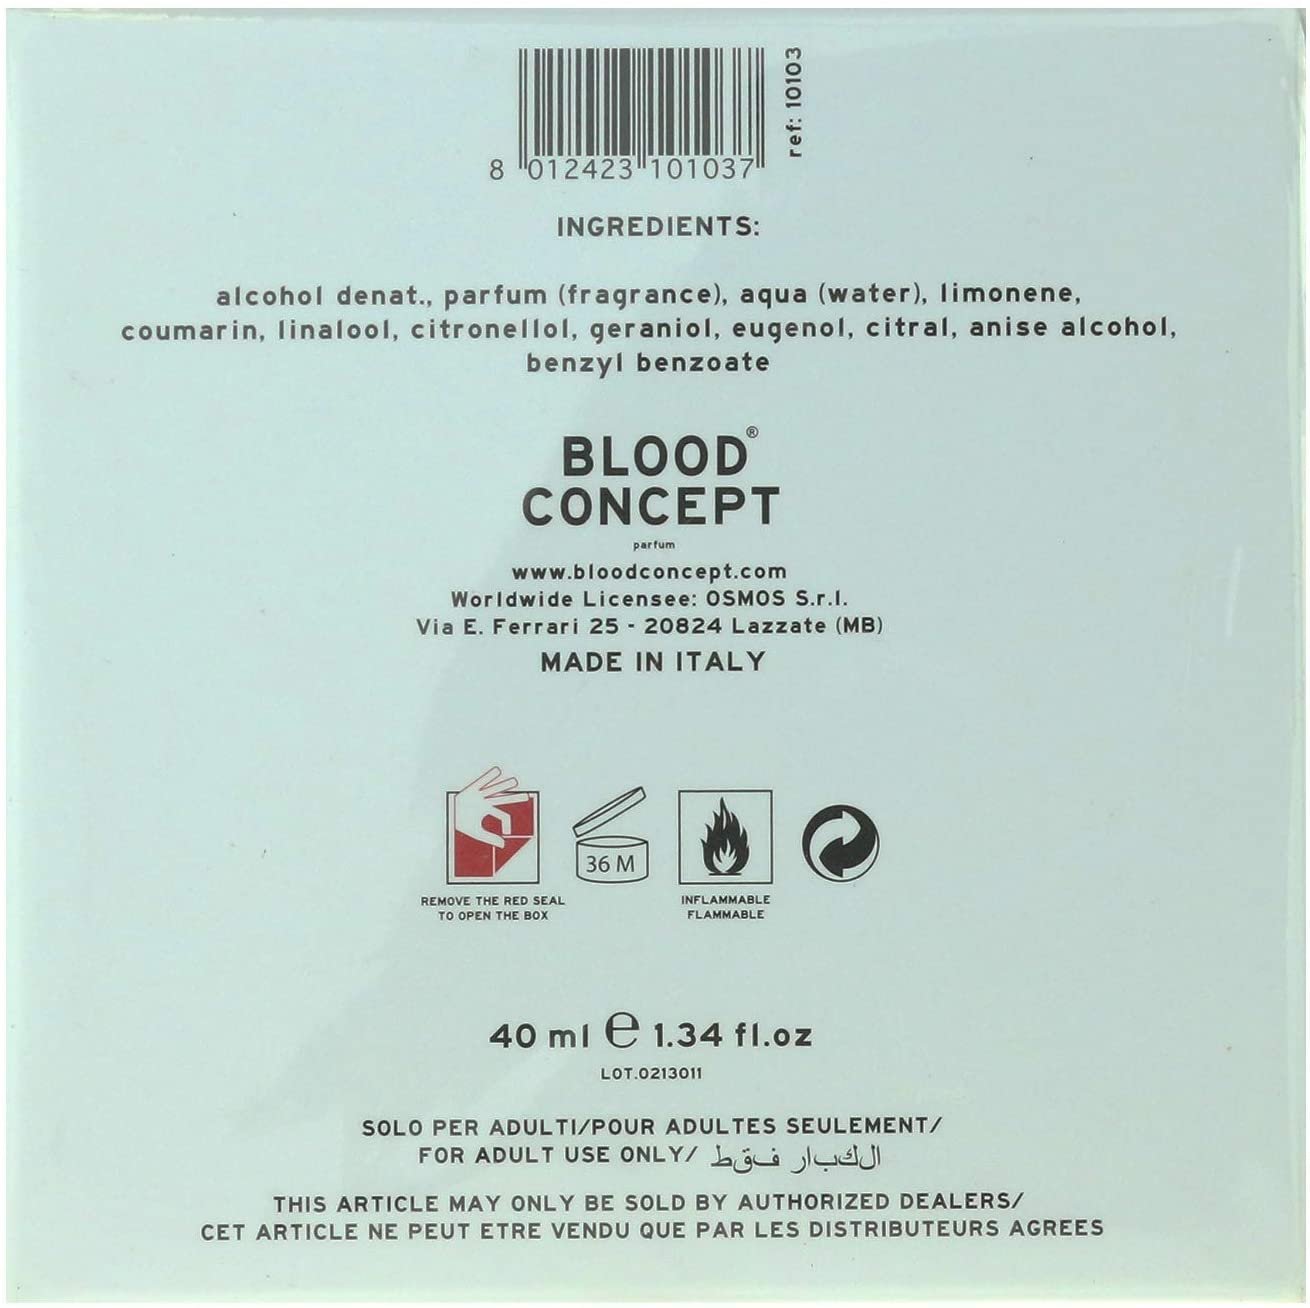 ref: 10103
8 012423 101037
INGREDIENTS:
alcohol denat., parfum (fragrance), aqua (water), limonene,
coumarin, linalool, citronellol, geraniol, eugenol, citral, anise alcohol,
benzyl benzoate
BLOOD®
CONCEPT
parfum
www.bloodconcept.com
Worldwide Licensee: OSMOS S.r.l.
Via E. Ferrari 25 - 20824 Lazzate (MB)
MADE IN ITALY
36 M
REMOVE THE RED SEAL
TO OPEN THE BOX
INFLAMMABLE
FLAMMABLE
40 ml ℮ 1.34 fl.oz
LOT.0213011
SOLO PER ADULTI/POUR ADULTES SEULEMENT/
FOR ADULT USE ONLY/ الكبار فقط
THIS ARTICLE MAY ONLY BE SOLD BY AUTHORIZED DEALERS/
CET ARTICLE NE PEUT ETRE VENDU QUE PAR LES DISTRIBUTEURS AGREES